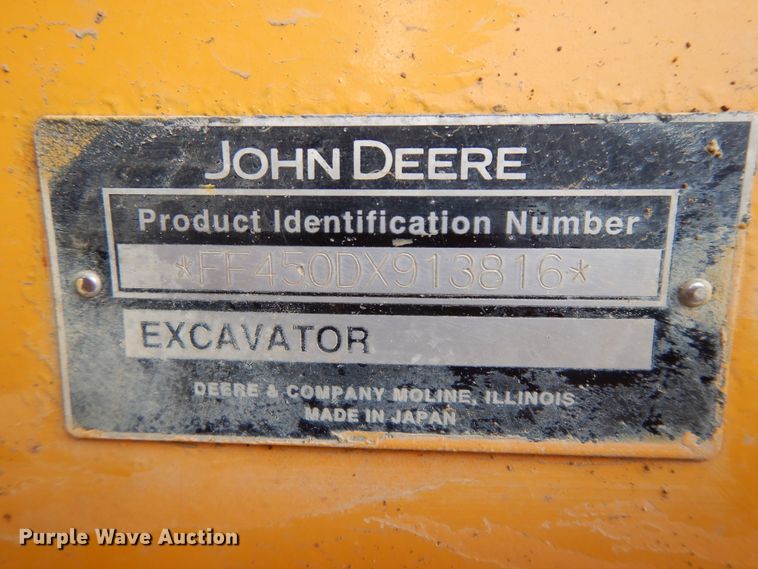 JOHN DEERE
Product Identification Number
*FF450DX913816*
EXCAVATOR
DEERE & COMPANY MOLINE, ILLINOIS
MADE IN JAPAN
Purple Wave Auction